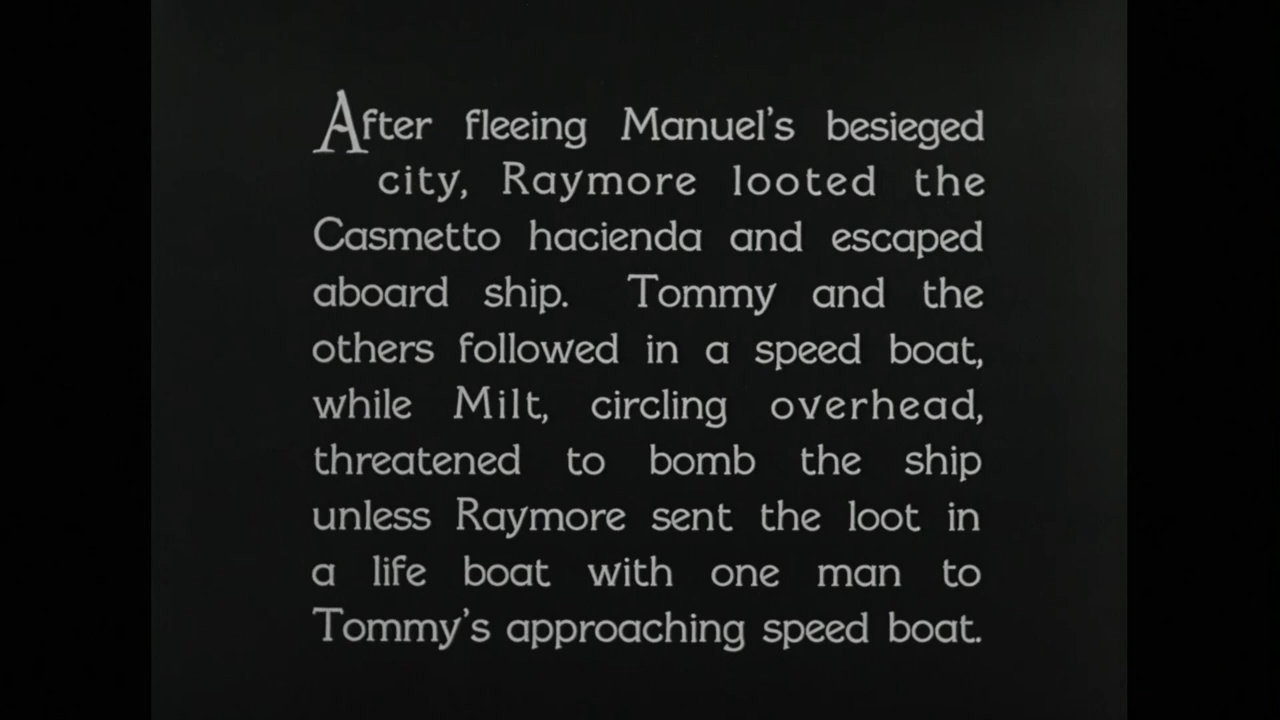 After fleeing Manuel's besieged
city, Raymore looted the
Casmetto hacienda and escaped
aboard ship. Tommy and the
others followed in a speed boat,
while Milt, circling overhead,
threatened to bomb the ship
unless Raymore sent the loot in
a life boat with one man to
Tommy's approaching speed boat.